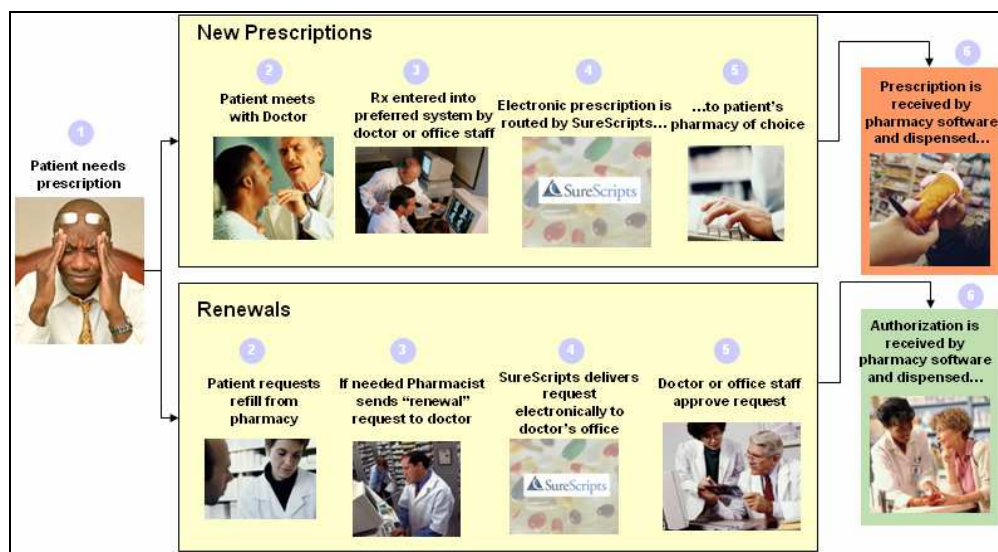 1
Patient needs
prescription
New Prescriptions
2
Patient meets
with Doctor
3
Rx entered into
preferred system by
doctor or office staff
4
Electronic prescription is
routed by SureScripts…
SureScripts
5
…to patient's
pharmacy of choice
6
Prescription is
received by
pharmacy software
and dispensed…
Renewals
2
Patient requests
refill from
pharmacy
3
If needed Pharmacist
sends “renewal”
request to doctor
4
SureScripts delivers
request
electronically to
doctor's office
SureScripts
5
Doctor or office staff
approve request
6
Authorization is
received by
pharmacy software
and dispensed…